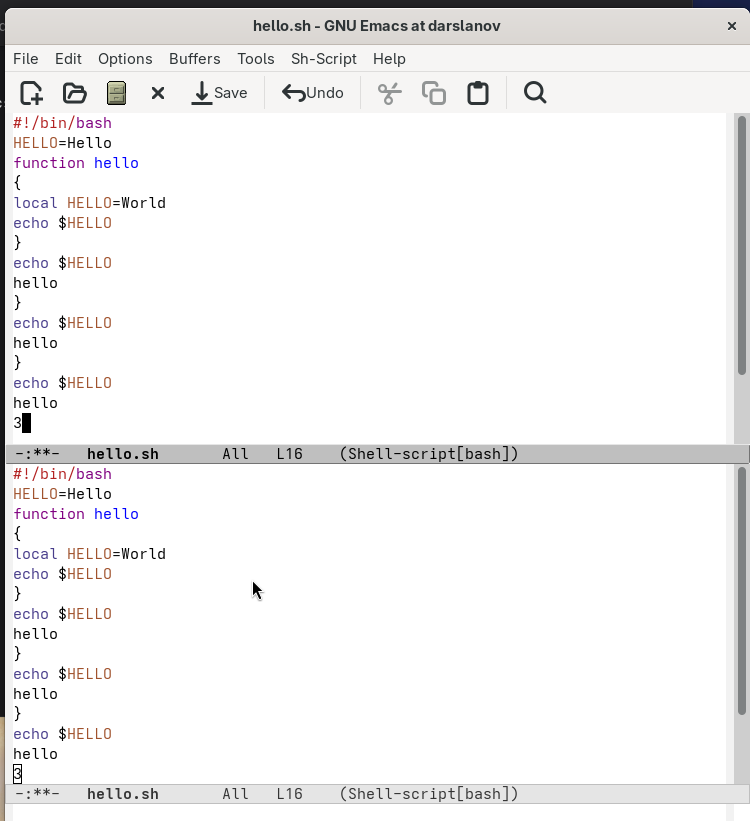 hello.sh - GNU Emacs at darslanov
File Edit Options Buffers Tools Sh-Script Help
Save Undo
#!/bin/bash
HELLO=Hello
function hello
{
local HELLO=World
echo $HELLO
}
echo $HELLO
hello
}
echo $HELLO
hello
}
echo $HELLO
hello
3
-:**- hello.sh All L16 (Shell-script[bash])
#!/bin/bash
HELLO=Hello
function hello
{
local HELLO=World
echo $HELLO
}
echo $HELLO
hello
}
echo $HELLO
hello
}
echo $HELLO
hello
3
-:**- hello.sh All L16 (Shell-script[bash])